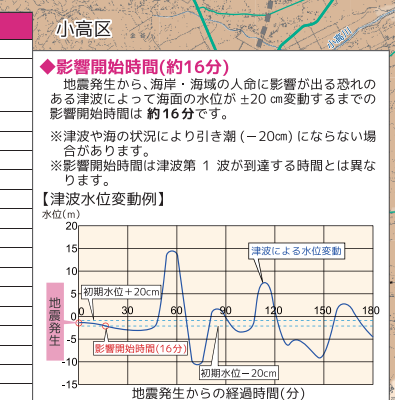 小高区
小高川
◆影響開始時間(約16分)
地震発生から、海岸・海域の人命に影響が出る恐れの
ある津波によって海面の水位が ±20 ㎝変動するまでの
影響開始時間は 約16分です。
※津波や海の状況により引き潮(－20㎝)にならない場
合があります。
※影響開始時間は津波第 1 波が到達する時間とは異な
ります。
【津波水位変動例】
水位(m)
20
15
10
5
0
-5
-10
-15
0 30 60 90 120 150 180
津波による水位変動
初期水位＋20cm
地震発生
影響開始時間(16分)
初期水位－20cm
地震発生からの経過時間(分)